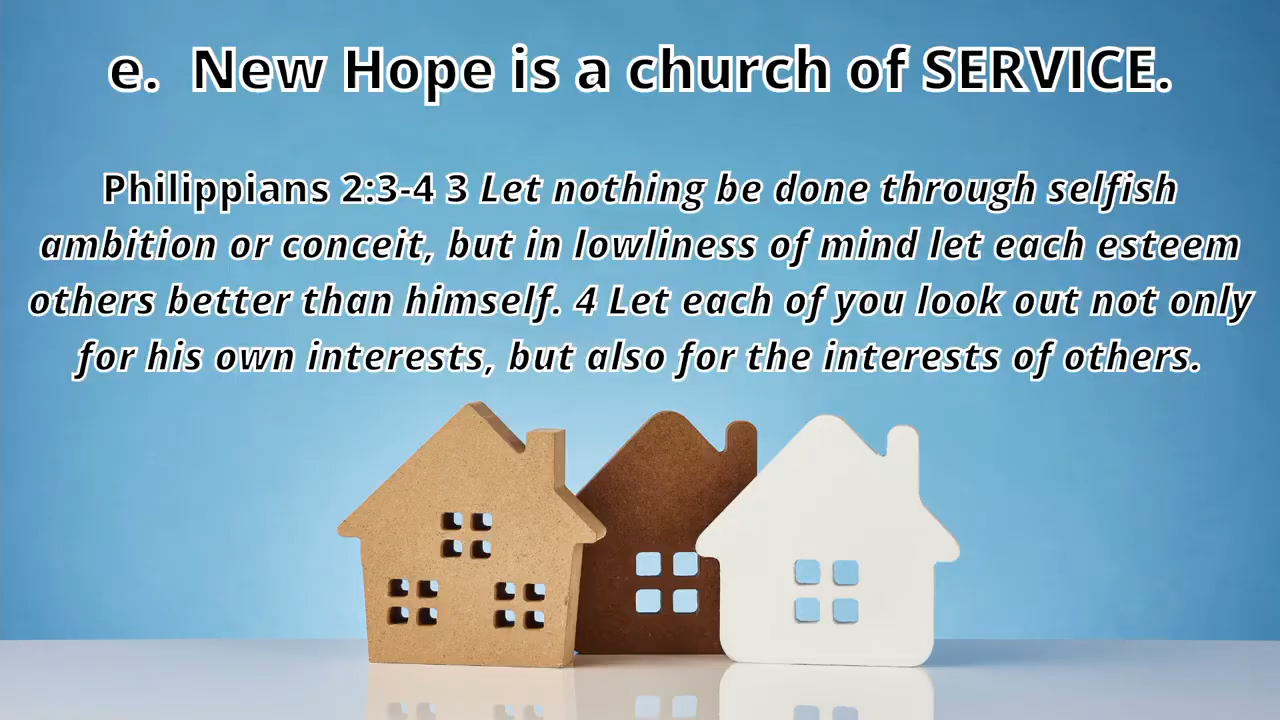 e.  New Hope is a church of SERVICE.
Philippians 2:3-4 3 Let nothing be done through selfish
ambition or conceit, but in lowliness of mind let each esteem
others better than himself. 4 Let each of you look out not only
for his own interests, but also for the interests of others.